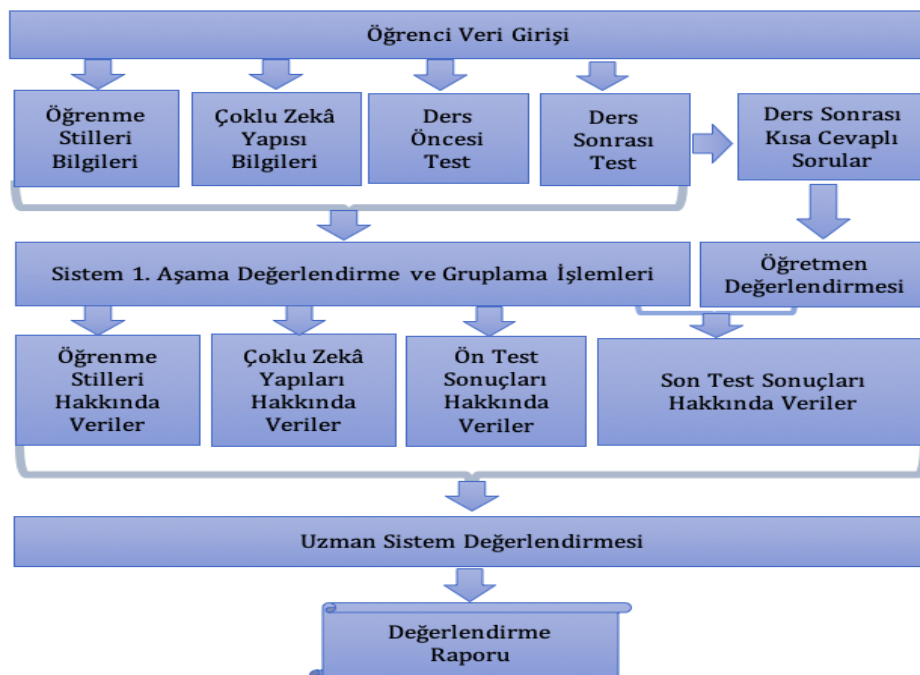 Öğrenci Veri Girişi
Öğrenme
Stilleri
Bilgileri
Çoklu Zekâ
Yapısı
Bilgileri
Ders
Öncesi
Test
Ders
Sonrası
Test
Ders Sonrası
Kısa Cevaplı
Sorular
Sistem 1. Aşama Değerlendirme ve Gruplama İşlemleri
Öğretmen
Değerlendirmesi
Öğrenme
Stilleri
Hakkında
Veriler
Çoklu Zekâ
Yapıları
Hakkında
Veriler
Ön Test
Sonuçları
Hakkında
Veriler
Son Test Sonuçları
Hakkında Veriler
Uzman Sistem Değerlendirmesi
Değerlendirme
Raporu